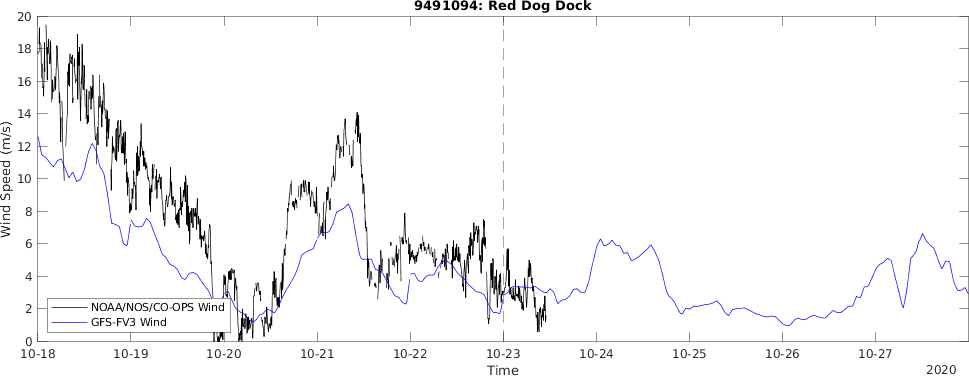 9491094: Red Dog Dock
20
18
16
14
12
10
8
6
4
2
0
Wind Speed (m/s)
NOAA/NOS/CO-OPS Wind
GFS-FV3 Wind
10-18 10-19 10-20 10-21 10-22 10-23 10-24 10-25 10-26 10-27
Time
2020